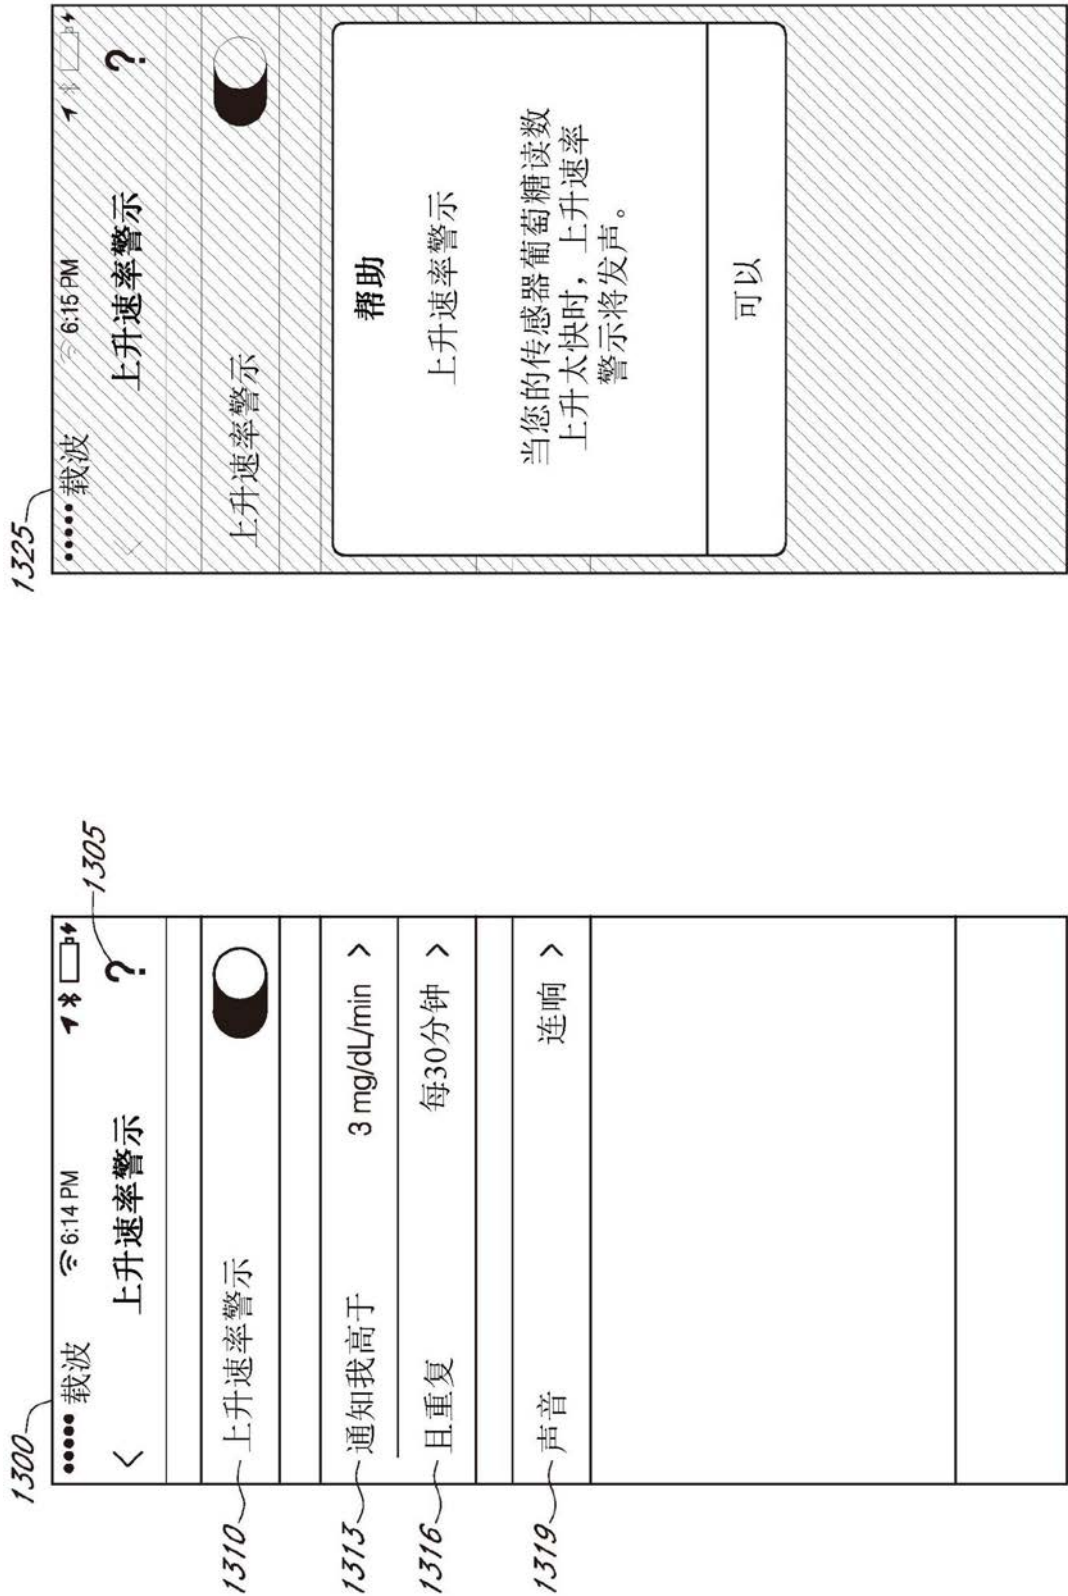 1300
载波
6:14 PM
上升速率警示
?
1305
1310
上升速率警示
1313
通知我高于
3 mg/dL/min >
1316
且重复
每30分钟 >
1319
声音
连响 >
1325
载波
6:15 PM
上升速率警示
?
上升速率警示
帮助
上升速率警示
当您的传感器葡萄糖读数
上升太快时，上升速率
警示将发声。
可以